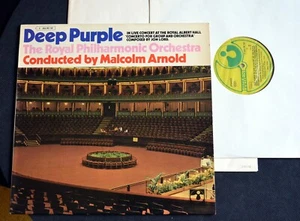 Deep Purple
The Royal Philharmonic Orchestra
Conducted by Malcolm Arnold
IN LIVE CONCERT AT THE ROYAL ALBERT HALL
CONCERTO FOR GROUP AND ORCHESTRA
COMPOSED BY JON LORD